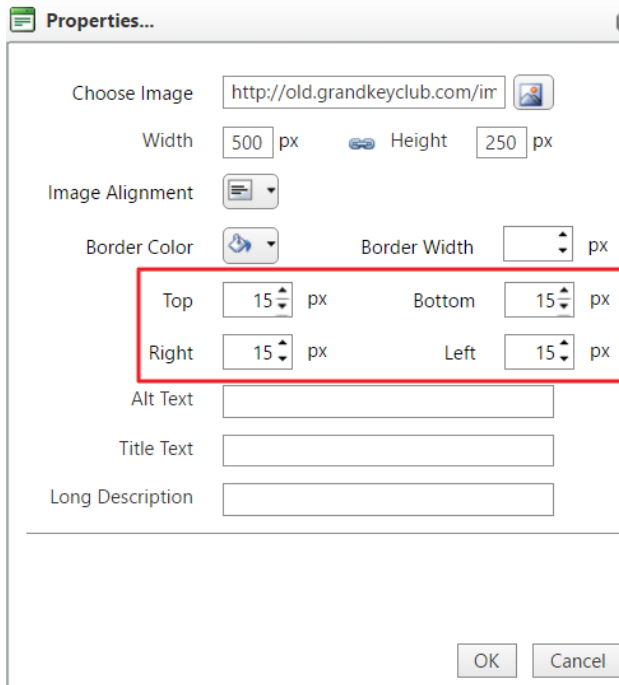 Properties...
Choose Image http://old.grandkeyclub.com/im
Width 500 px Height 250 px
Image Alignment
Border Color Border Width px
Top 15 px Bottom 15 px
Right 15 px Left 15 px
Alt Text
Title Text
Long Description
OK Cancel